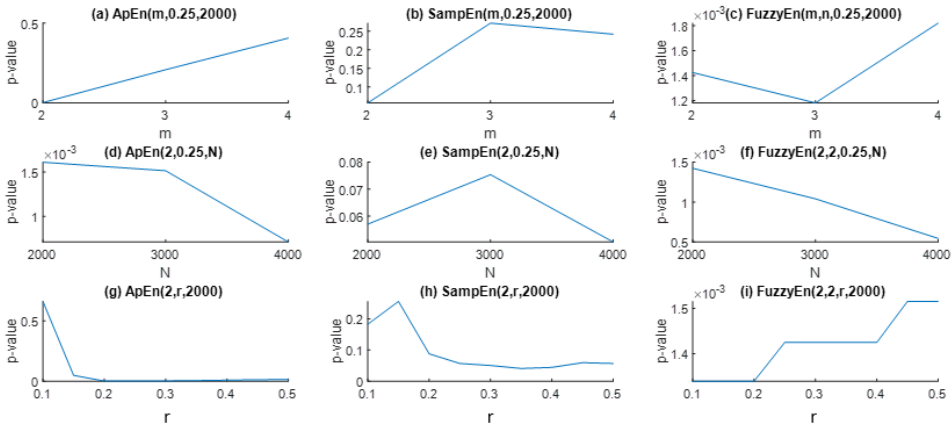 (a) ApEn(m,0.25,2000)
p-value
0.5
0
2
3
4
m
(b) SampEn(m,0.25,2000)
p-value
0.25
0.2
0.15
0.1
2
3
4
m
(c) FuzzyEn(m,n,0.25,2000)
×10⁻³
p-value
1.8
1.6
1.4
1.2
2
3
4
m
(d) ApEn(2,0.25,N)
×10⁻³
p-value
1.5
1
2000
3000
4000
N
(e) SampEn(2,0.25,N)
p-value
0.08
0.07
0.06
2000
3000
4000
N
(f) FuzzyEn(2,2,0.25,N)
×10⁻³
p-value
1.5
1
0.5
2000
3000
4000
N
(g) ApEn(2,r,2000)
p-value
0.5
0
0.1
0.2
0.3
0.4
0.5
r
(h) SampEn(2,r,2000)
p-value
0.2
0.1
0
0.1
0.2
0.3
0.4
0.5
r
(i) FuzzyEn(2,2,r,2000)
×10⁻³
p-value
1.5
1.4
0.1
0.2
0.3
0.4
0.5
r